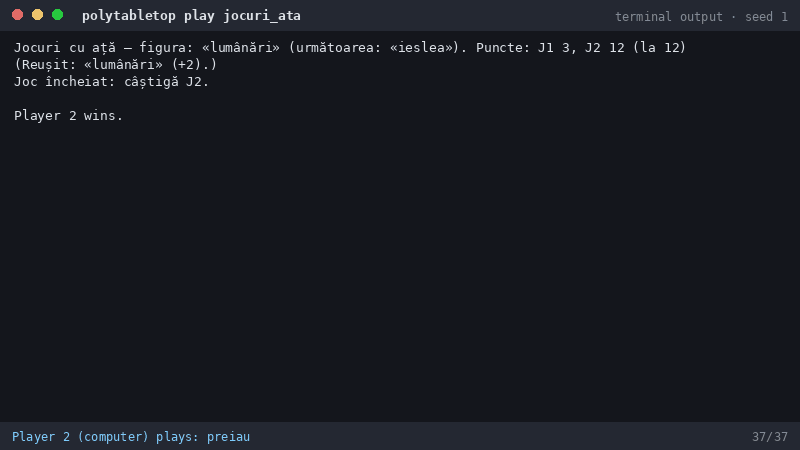 polytabletop play jocuri_ata
terminal output · seed 1
Jocuri cu ață — figura: «lumânări» (următoarea: «ieslea»). Puncte: J1 3, J2 12 (la 12)
(Reușit: «lumânări» (+2).)
Joc încheiat: câștigă J2.
Player 2 wins.
Player 2 (computer) plays: preiau
37/37